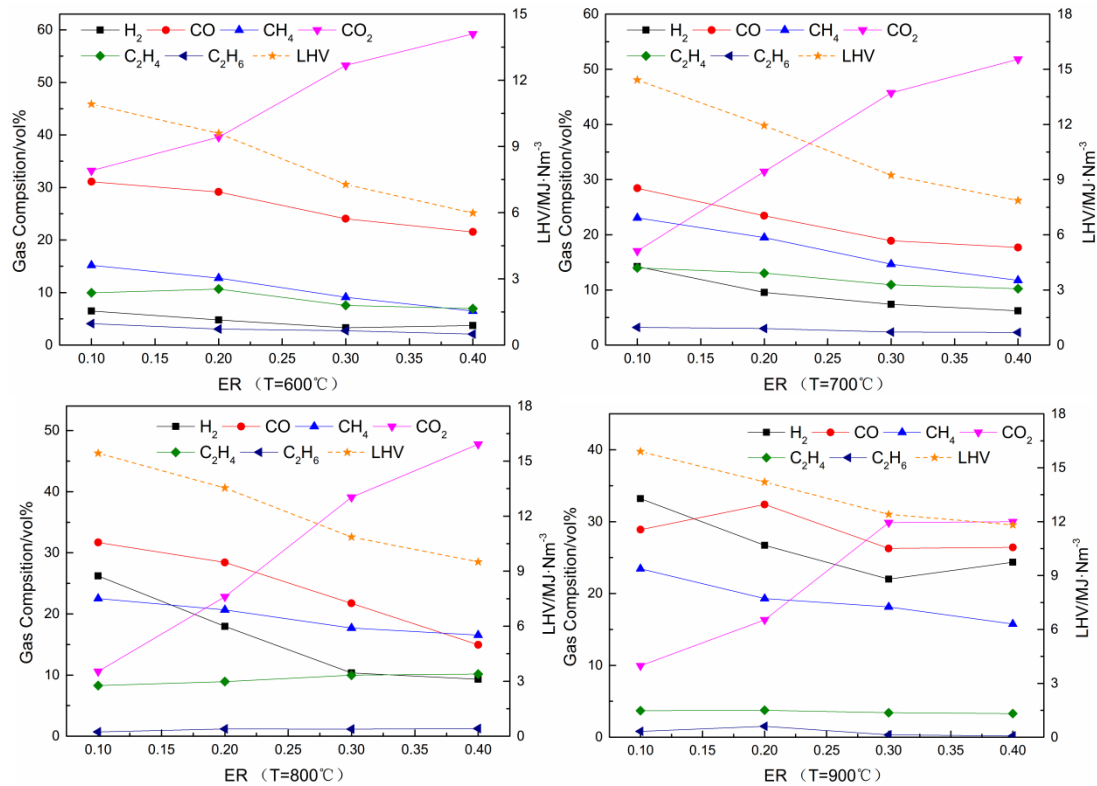 H2 CO CH4 CO2
C2H4 C2H6 LHV
Gas Compsition/vol%
60
50
40
30
20
10
0
LHV/MJ·Nm-3
15
12
9
6
3
0
0.10 0.15 0.20 0.25 0.30 0.35 0.40
ER （T=600℃）
H2 CO CH4 CO2
C2H4 C2H6 LHV
Gas Compsition/vol%
60
50
40
30
20
10
0
LHV/MJ·Nm-3
18
15
12
9
6
3
0
0.10 0.15 0.20 0.25 0.30 0.35 0.40
ER （T=700℃）
H2 CO CH4 CO2
C2H4 C2H6 LHV
Gas Compsition/vol%
50
40
30
20
10
0
LHV/MJ·Nm-3
18
15
12
9
6
3
0
0.10 0.15 0.20 0.25 0.30 0.35 0.40
ER （T=800℃）
H2 CO CH4 CO2
C2H4 C2H6 LHV
Gas Compsition/vol%
40
30
20
10
0
LHV/MJ·Nm-3
18
15
12
9
6
3
0
0.10 0.15 0.20 0.25 0.30 0.35 0.40
ER （T=900℃）